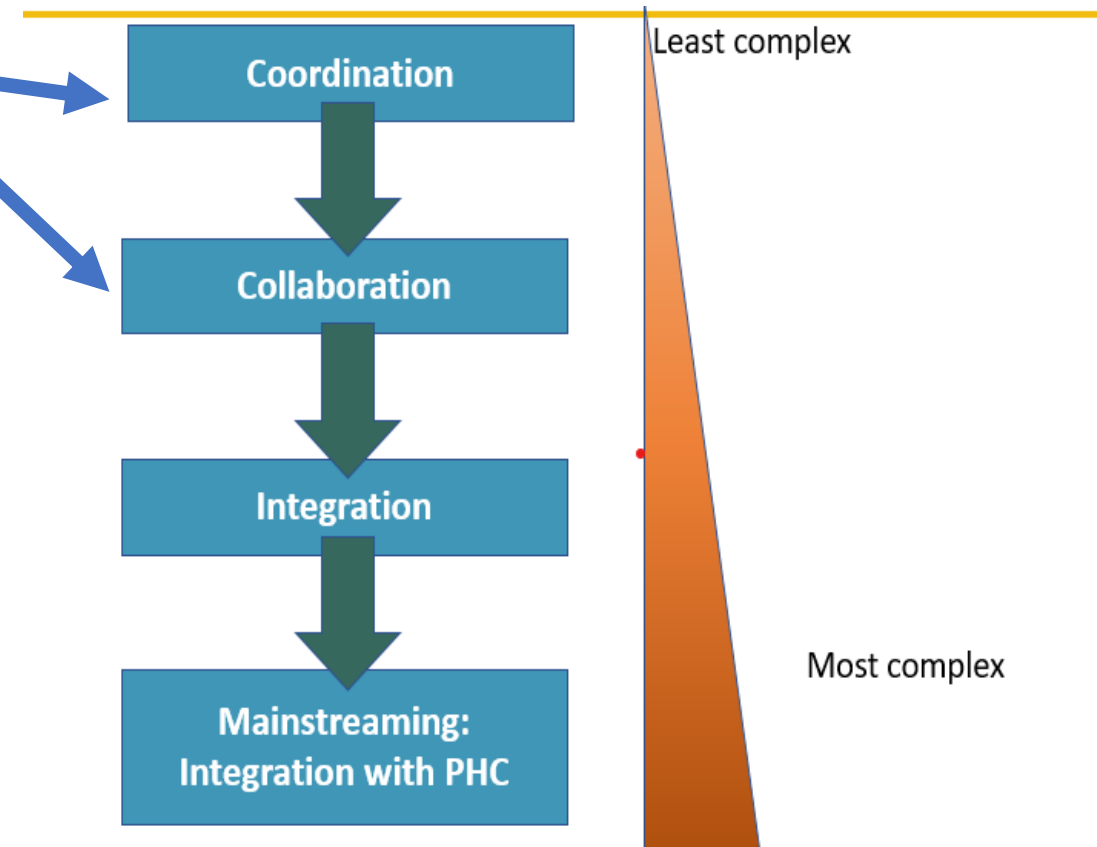 Least complex
Coordination
Collaboration
Integration
Most complex
Mainstreaming:
Integration with PHC